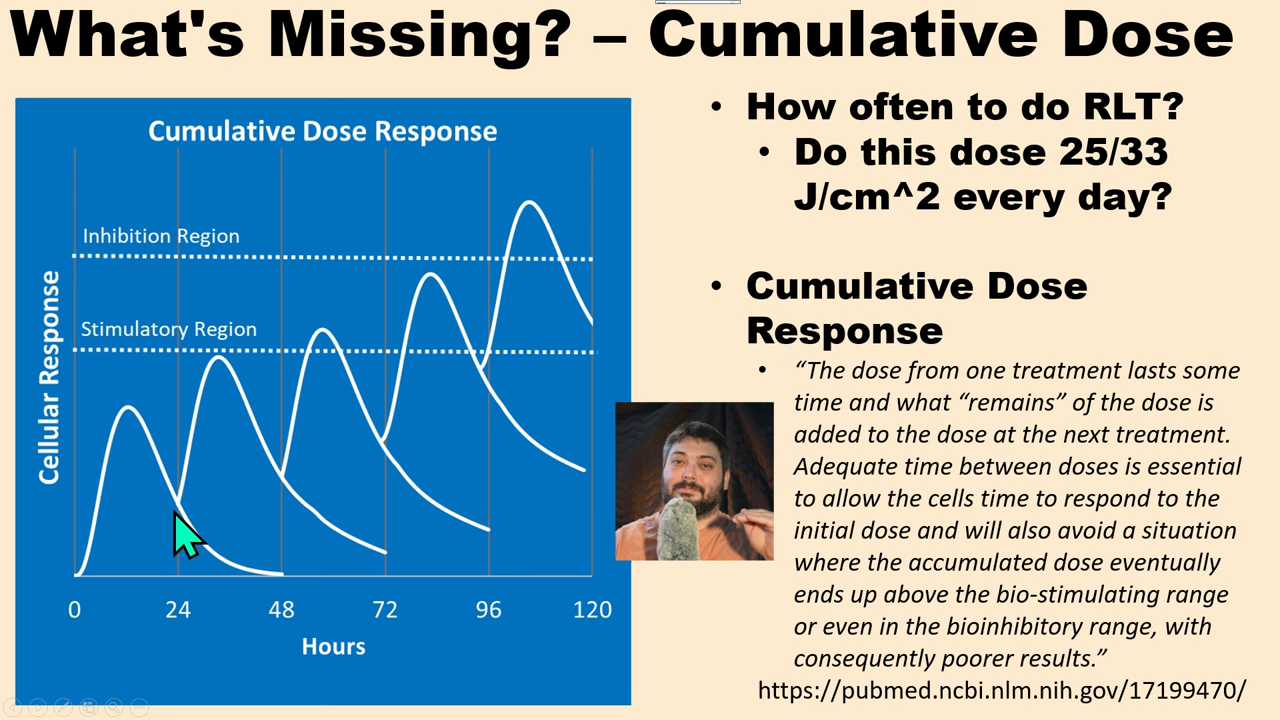 What's Missing? – Cumulative Dose
Cumulative Dose Response
Inhibition Region
Stimulatory Region
Cellular Response
0 24 48 72 96 120
Hours
• How often to do RLT?
• Do this dose 25/33
J/cm^2 every day?
• Cumulative Dose
Response
• “The dose from one treatment lasts some
time and what “remains” of the dose is
added to the dose at the next treatment.
Adequate time between doses is essential
to allow the cells time to respond to the
initial dose and will also avoid a situation
where the accumulated dose eventually
ends up above the bio-stimulating range
or even in the bioinhibitory range, with
consequently poorer results.”
https://pubmed.ncbi.nlm.nih.gov/17199470/